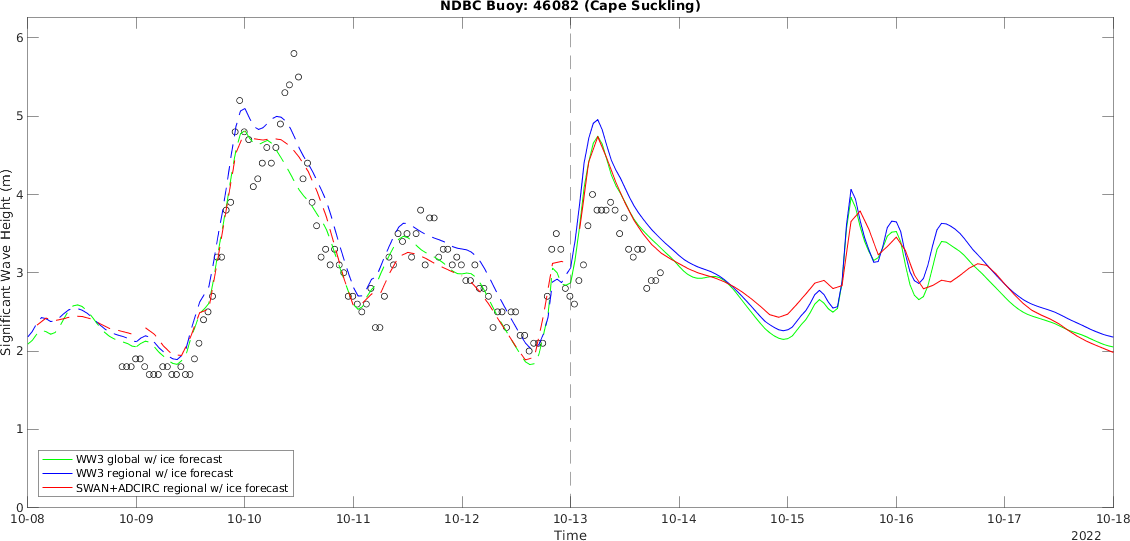 NDBC Buoy: 46082 (Cape Suckling)
6
5
4
3
2
1
0
Significant Wave Height (m)
WW3 global w/ ice forecast
WW3 regional w/ ice forecast
SWAN+ADCIRC regional w/ ice forecast
10-08 10-09 10-10 10-11 10-12 10-13 10-14 10-15 10-16 10-17 10-18
Time
2022